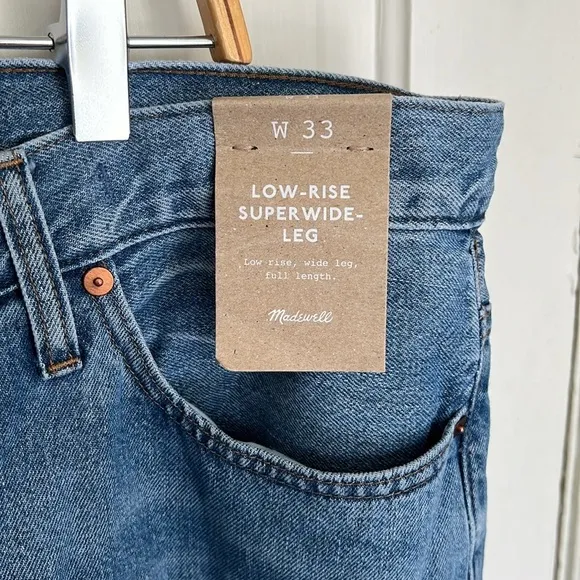 W 33
LOW-RISE
SUPERWIDE-
LEG
Low rise, wide leg,
full length.
Madewell